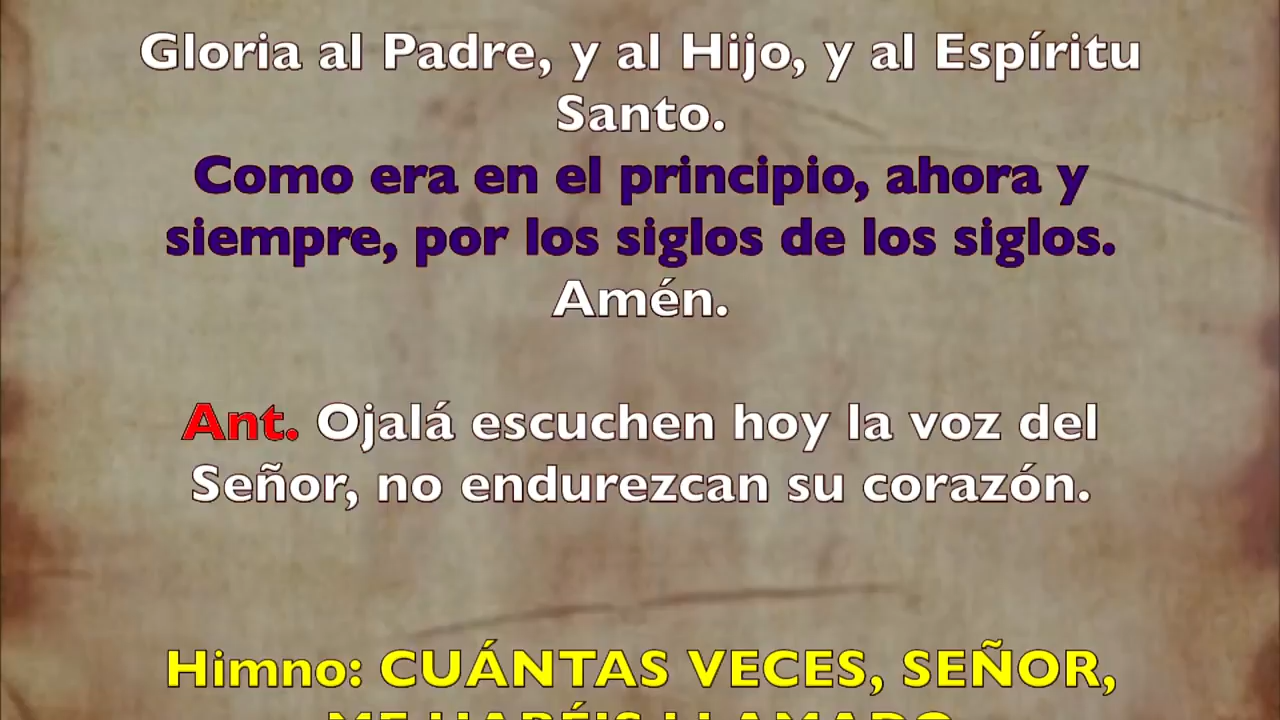 Gloria al Padre, y al Hijo, y al Espíritu
Santo.
Como era en el principio, ahora y
siempre, por los siglos de los siglos.
Amén.
Ant. Ojalá escuchen hoy la voz del
Señor, no endurezcan su corazón.
Himno: CUÁNTAS VECES, SEÑOR,
ME HABÉIS LLAMADO